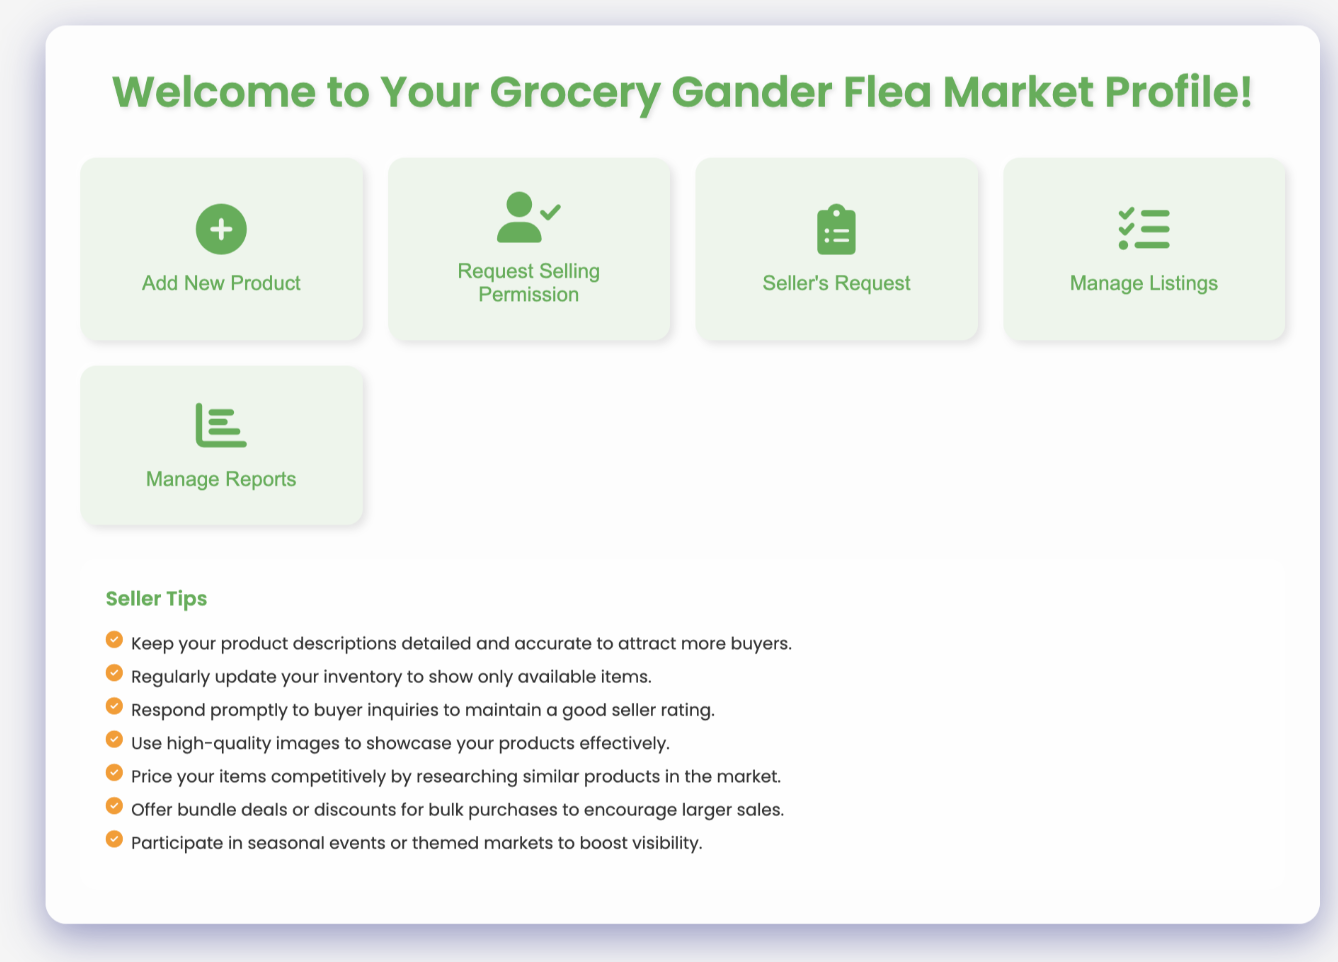 Welcome to Your Grocery Gander Flea Market Profile!
Add New Product
Request Selling
Permission
Seller's Request
Manage Listings
Manage Reports
Seller Tips
Keep your product descriptions detailed and accurate to attract more buyers.
Regularly update your inventory to show only available items.
Respond promptly to buyer inquiries to maintain a good seller rating.
Use high-quality images to showcase your products effectively.
Price your items competitively by researching similar products in the market.
Offer bundle deals or discounts for bulk purchases to encourage larger sales.
Participate in seasonal events or themed markets to boost visibility.